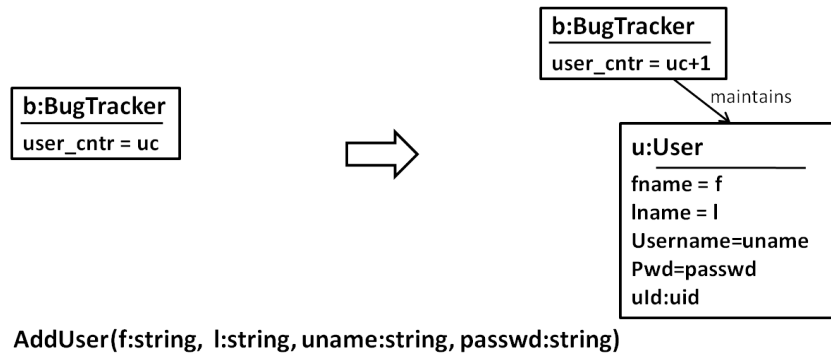 b:BugTracker
user_cntr = uc
b:BugTracker
user_cntr = uc+1
maintains
u:User
fname = f
lname = l
Username=uname
Pwd=passwd
uId:uid
AddUser(f:string, l:string, uname:string, passwd:string)